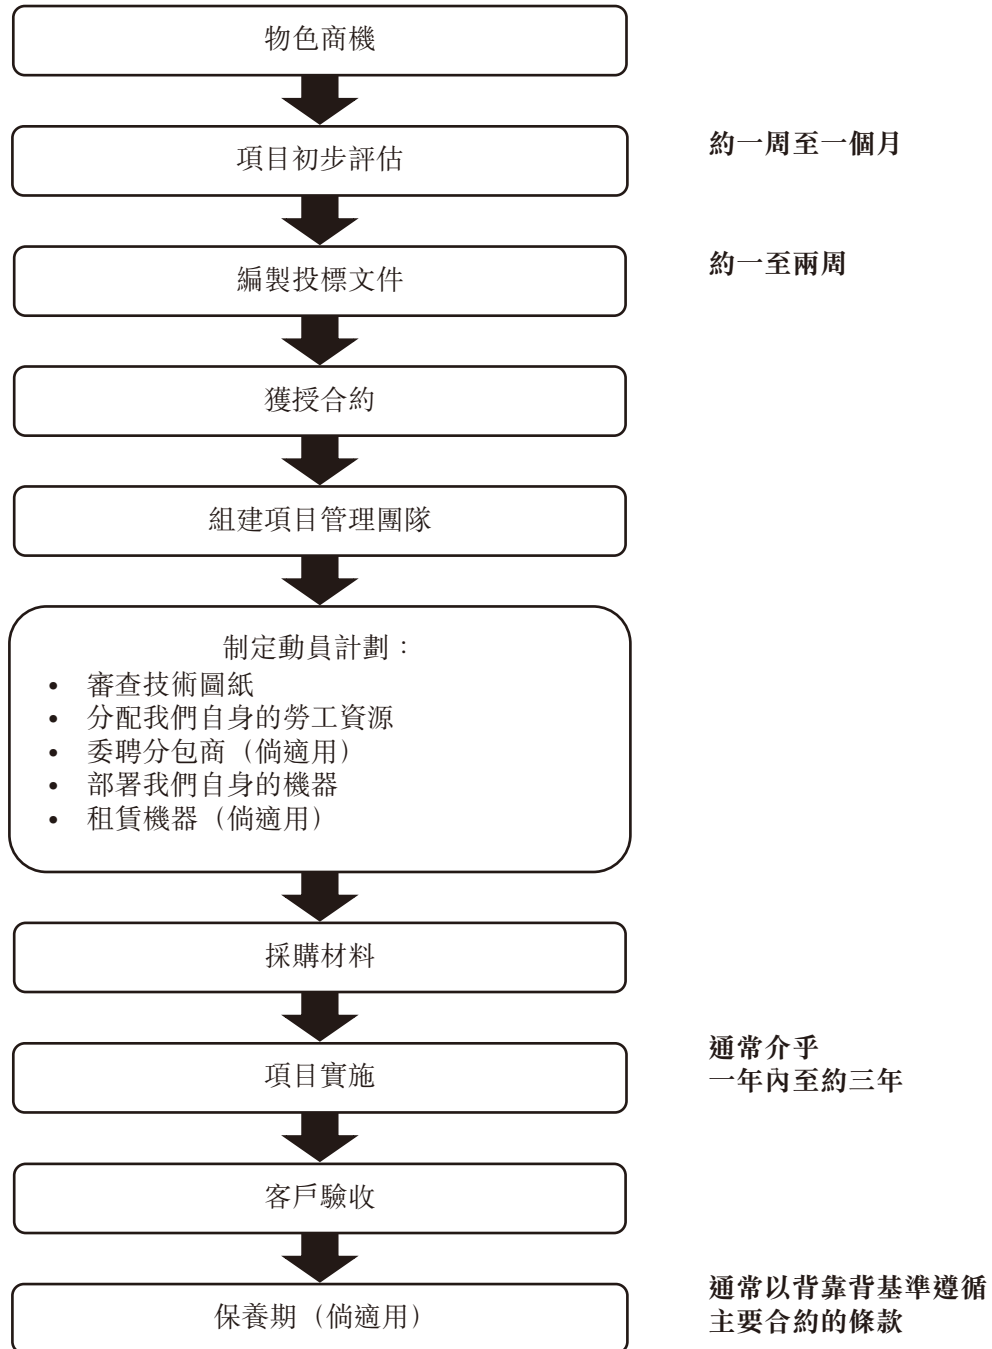 物色商機
項目初步評估
約一周至一個月
編製投標文件
約一至兩周
獲授合約
組建項目管理團隊
制定動員計劃：
• 審查技術圖紙
• 分配我們自身的勞工資源
• 委聘分包商（倘適用）
• 部署我們自身的機器
• 租賃機器（倘適用）
採購材料
項目實施
通常介乎
一年內至約三年
客戶驗收
保養期（倘適用）
通常以背靠背基準遵循
主要合約的條款